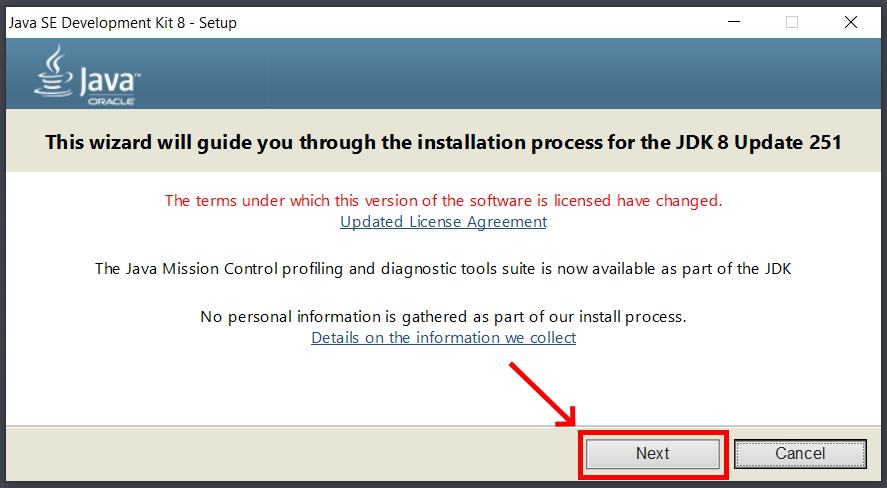 Java SE Development Kit 8 - Setup
Java™
ORACLE
This wizard will guide you through the installation process for the JDK 8 Update 251
The terms under which this version of the software is licensed have changed.
Updated License Agreement
The Java Mission Control profiling and diagnostic tools suite is now available as part of the JDK
No personal information is gathered as part of our install process.
Details on the information we collect
Next
Cancel